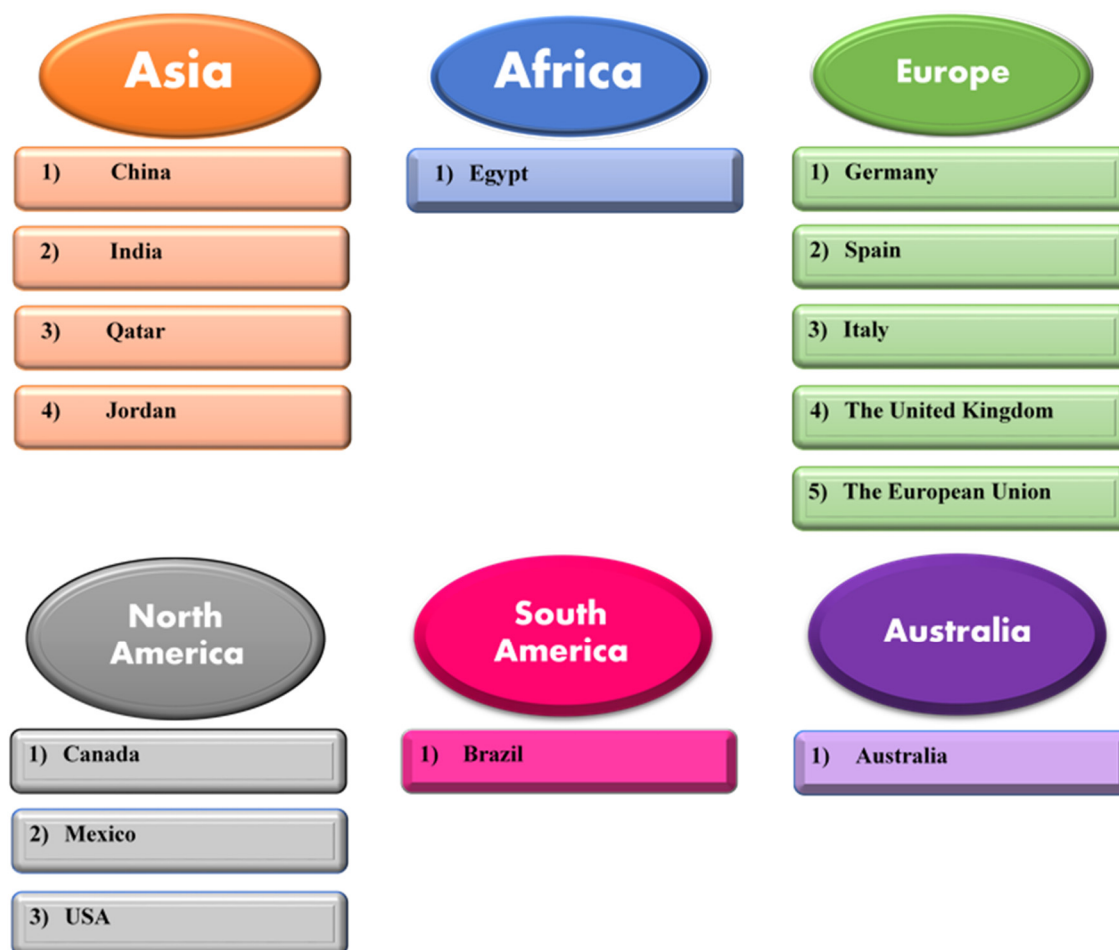 Asia
1) China
2) India
3) Qatar
4) Jordan
Africa
1) Egypt
Europe
1) Germany
2) Spain
3) Italy
4) The United Kingdom
5) The European Union
North
America
1) Canada
2) Mexico
3) USA
South
America
1) Brazil
Australia
1) Australia